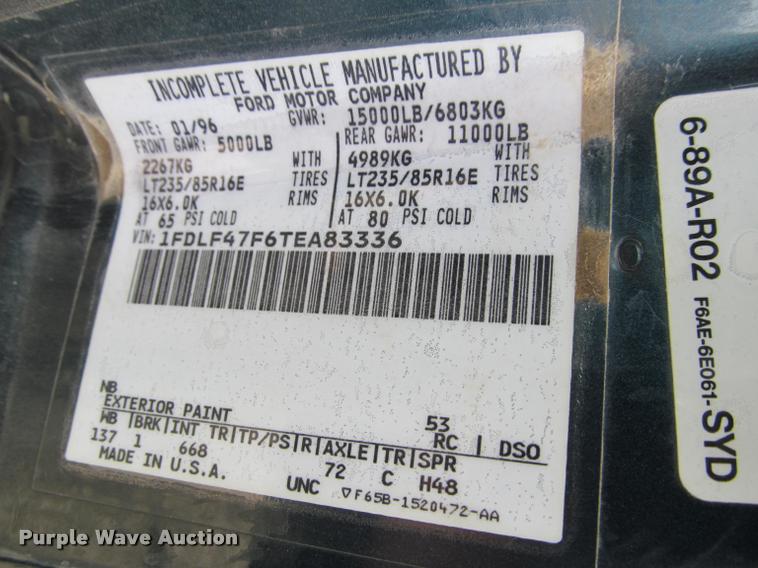 INCOMPLETE VEHICLE MANUFACTURED BY
FORD MOTOR COMPANY
DATE: 01/96 GVWR: 15000LB/6803KG
FRONT GAWR: 5000LB REAR GAWR: 11000LB
2267KG WITH 4989KG WITH
LT235/85R16E TIRES LT235/85R16E TIRES
16X6.0K RIMS 16X6.0K RIMS
AT 65 PSI COLD AT 80 PSI COLD
VIN: 1FDLF47F6TEA83336
NB
EXTERIOR PAINT 53
WB |BRK|INT TR|TP/PS|R|AXLE|TR|SPR RC | DSO
137 1 668 72 C H48
MADE IN U.S.A. UNC ▽F65B-1520472-AA
6-89A-R02 F6AE-6E061-SYD
Purple Wave Auction